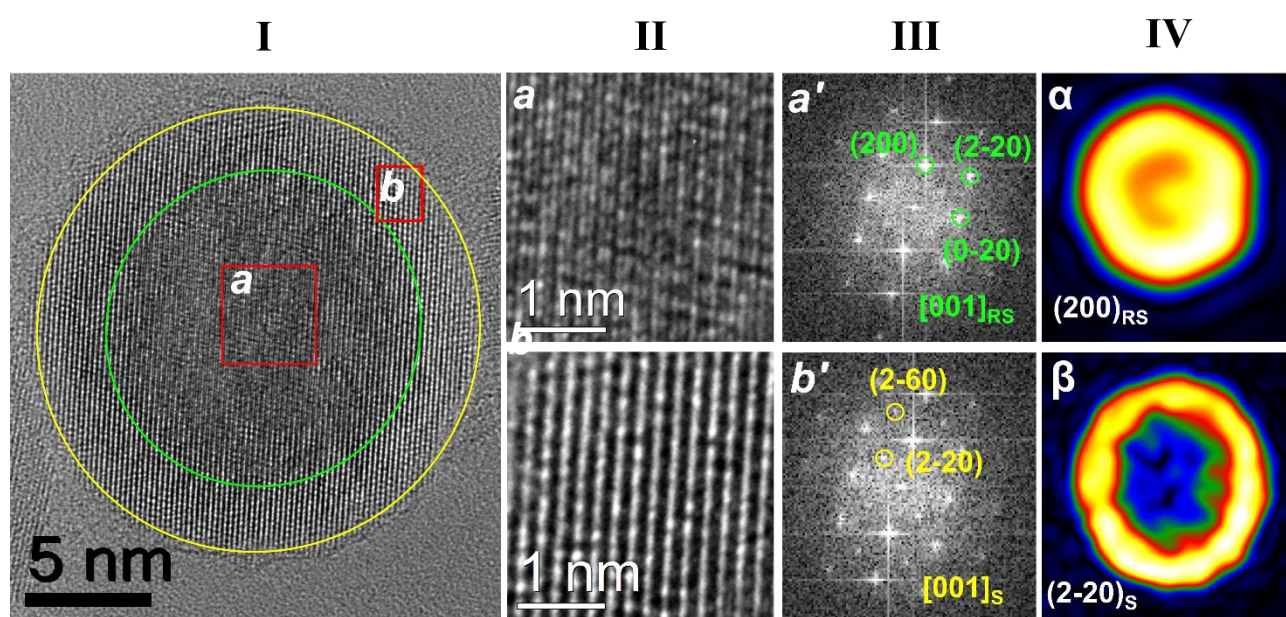 I
II
III
IV
a
b
5 nm
a
1 nm
b
1 nm
a'
(200)
(2-20)
(0-20)
[001]RS
b'
(2-60)
(2-20)
[001]S
α
(200)RS
β
(2-20)S